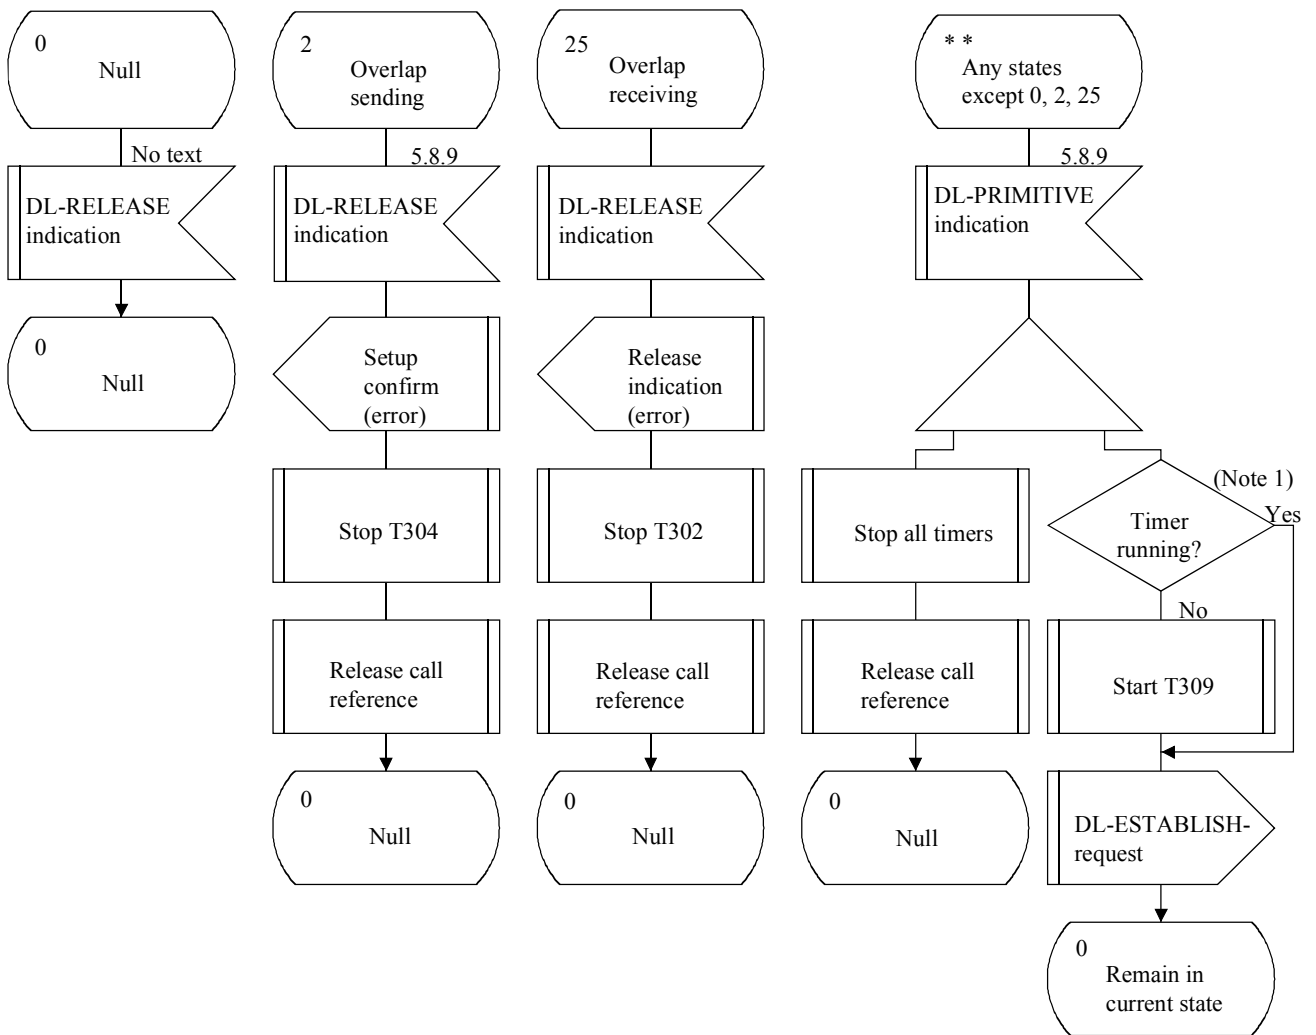 0
Null
No text
DL-RELEASE
indication
0
Null
2
Overlap
sending
5.8.9
DL-RELEASE
indication
Setup
confirm
(error)
Stop T304
Release call
reference
0
Null
25
Overlap
receiving
DL-RELEASE
indication
Release
indication
(error)
Stop T302
Release call
reference
0
Null
* *
Any states
except 0, 2, 25
5.8.9
DL-PRIMITIVE
indication
Stop all timers
Release call
reference
0
Null
(Note 1)
Timer
running?
Yes
No
Start T309
DL-ESTABLISH-
request
0
Remain in
current state